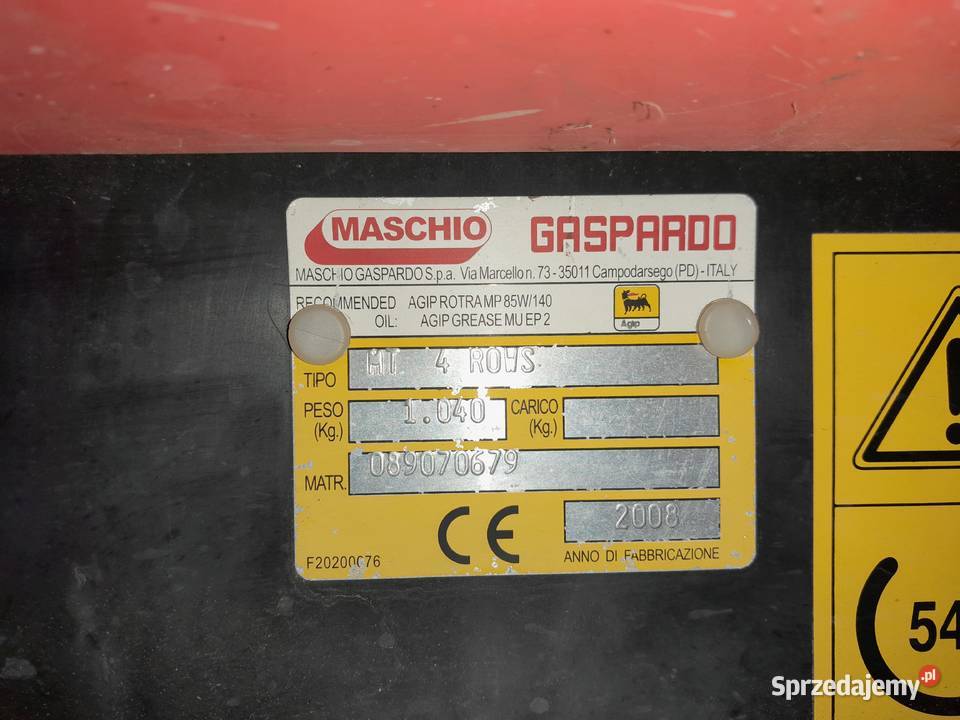 MASCHIO GASPARDO
MASCHIO GASPARDO S.p.a. Via Marcello n. 73 - 35011 Campodarsego (PD) - ITALY
RECOMMENDED AGIP ROTRA MP 85W/140
OIL: AGIP GREASE MU EP 2
Agip
TIPO MT 4 ROWS
PESO (Kg.) 1.040 CARICO (Kg.)
MATR. 089070679
CE 2008
F20200676 ANNO DI FABBRICAZIONE
54
Sprzedajemy.pl